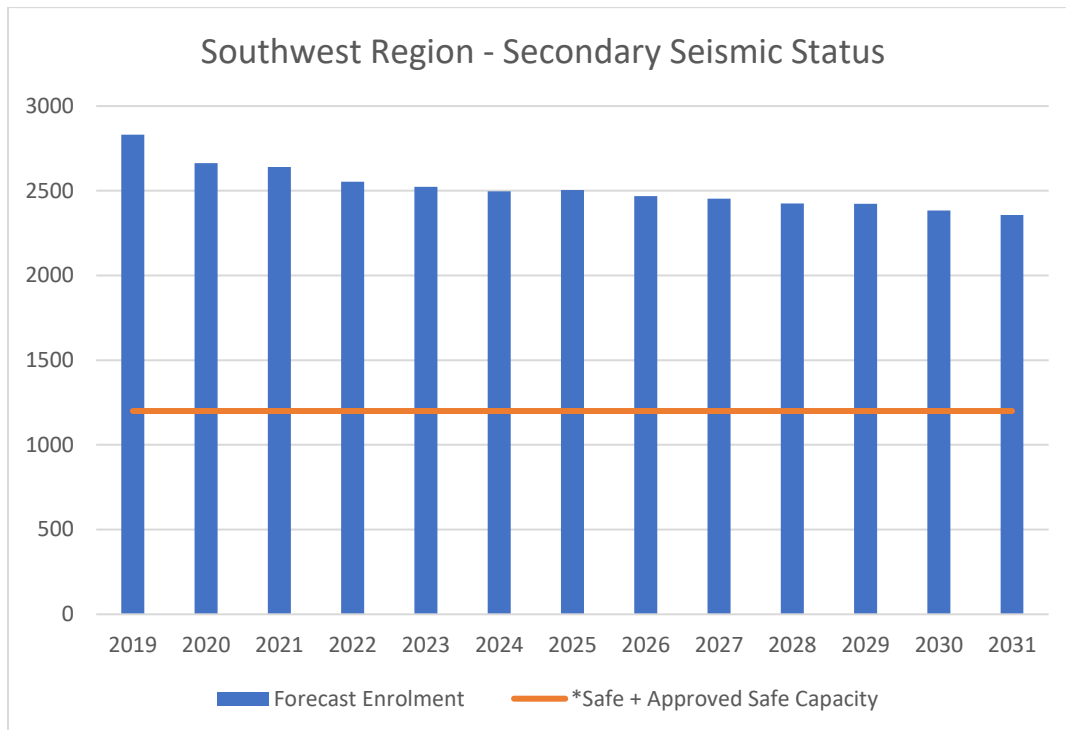 Southwest Region - Secondary Seismic Status
3000
2500
2000
1500
1000
500
0
2019 2020 2021 2022 2023 2024 2025 2026 2027 2028 2029 2030 2031
Forecast Enrolment *Safe + Approved Safe Capacity